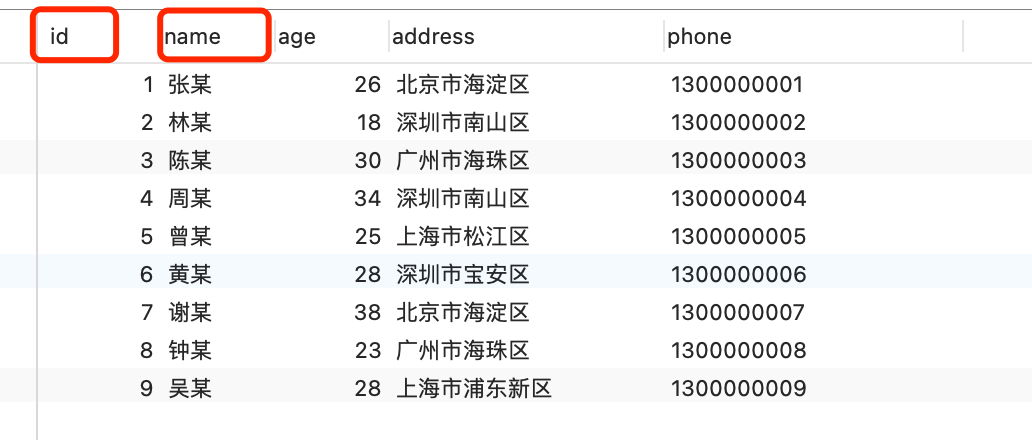 id name age address phone
1 张某 26 北京市海淀区 1300000001
2 林某 18 深圳市南山区 1300000002
3 陈某 30 广州市海珠区 1300000003
4 周某 34 深圳市南山区 1300000004
5 曾某 25 上海市松江区 1300000005
6 黄某 28 深圳市宝安区 1300000006
7 谢某 38 北京市海淀区 1300000007
8 钟某 23 广州市海珠区 1300000008
9 吴某 28 上海市浦东新区 1300000009